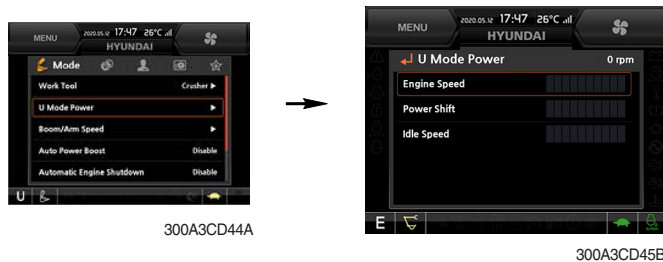 MENU
2020.05.12 17:47 26°C
HYUNDAI
Mode
Work Tool Crusher ►
U Mode Power ►
Boom/Arm Speed ►
Auto Power Boost Disable
Automatic Engine Shutdown Disable
U
300A3CD44A
MENU
2020.05.12 17:47 26°C
HYUNDAI
U Mode Power 0 rpm
Engine Speed
Power Shift
Idle Speed
E
300A3CD45B